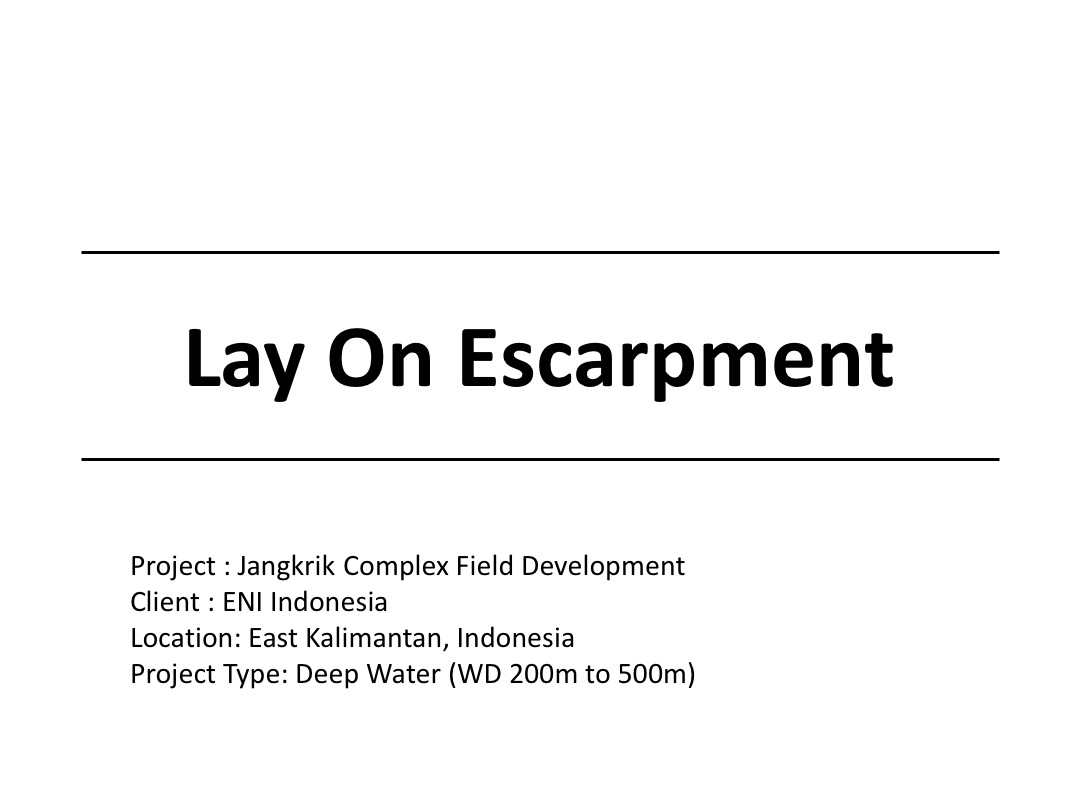 Lay On Escarpment
Project : Jangkrik Complex Field Development
Client : ENI Indonesia
Location: East Kalimantan, Indonesia
Project Type: Deep Water (WD 200m to 500m)